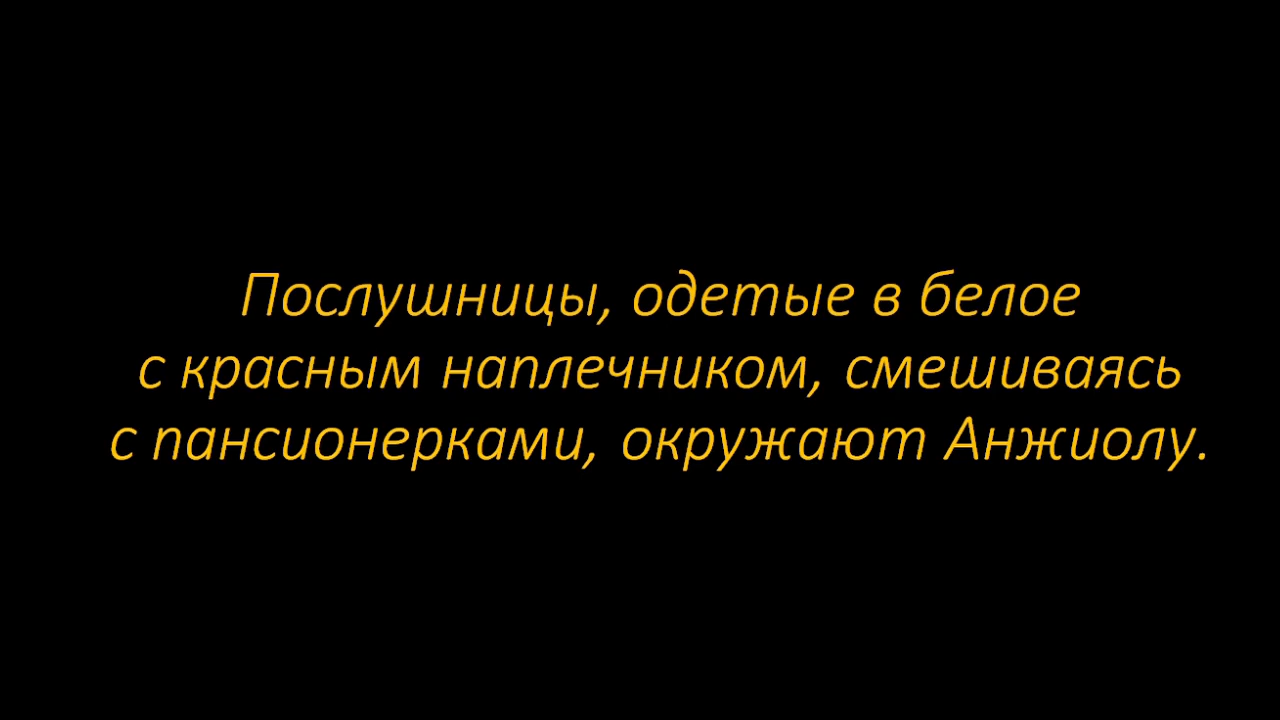 Послушницы, одетые в белое
с красным наплечником, смешиваясь
с пансионерками, окружают Анжиолу.